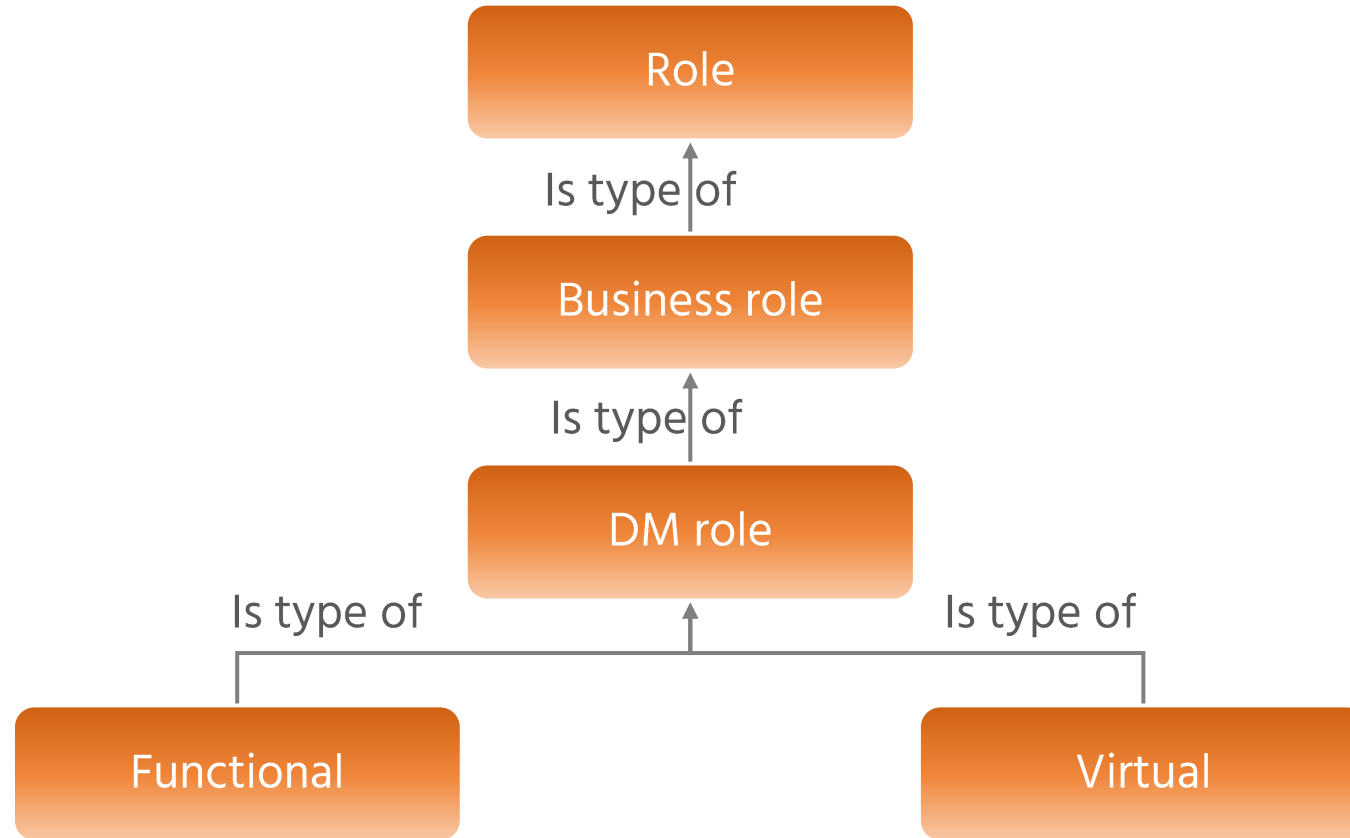 Role
Is type of
Business role
Is type of
DM role
Is type of
Is type of
Functional
Virtual